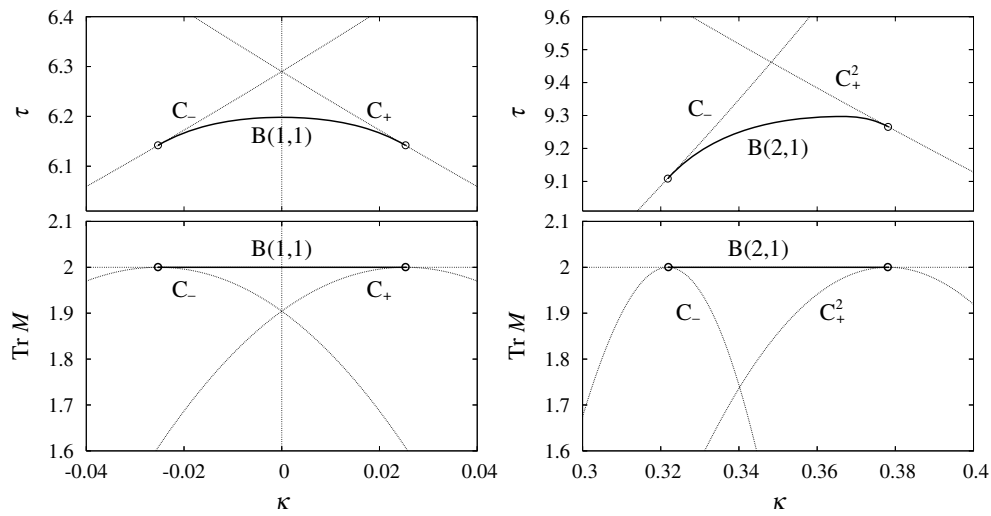 6.4
6.3
6.2
6.1
τ
C₋
C₊
B(1,1)
9.6
9.5
9.4
9.3
9.2
9.1
τ
C₋
C₊²
B(2,1)
2.1
2
1.9
1.8
1.7
1.6
Tr M
B(1,1)
C₋
C₊
-0.04
-0.02
0
0.02
0.04
κ
2.1
2
1.9
1.8
1.7
1.6
Tr M
B(2,1)
C₋
C₊²
0.3
0.32
0.34
0.36
0.38
0.4
κ